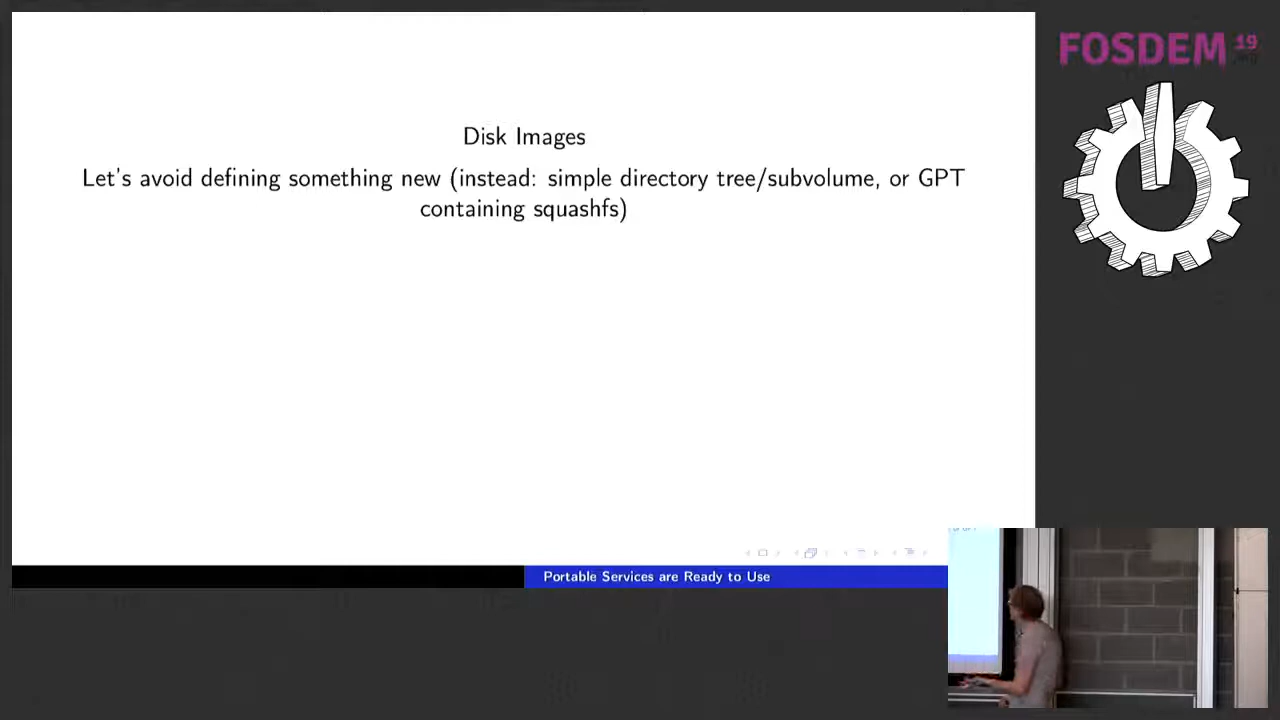 Disk Images
Let's avoid defining something new (instead: simple directory tree/subvolume, or GPT
containing squashfs)
Portable Services are Ready to Use
FOSDEM 19